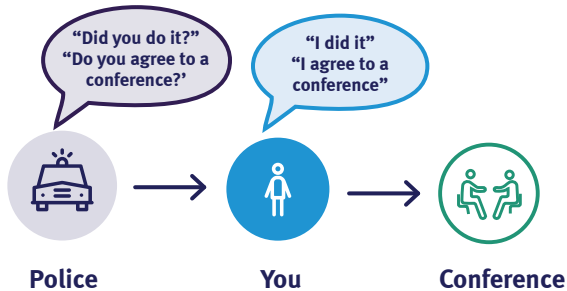 “Did you do it?”
“Do you agree to a
conference?’
“I did it”
“I agree to a
conference”
Police
You
Conference